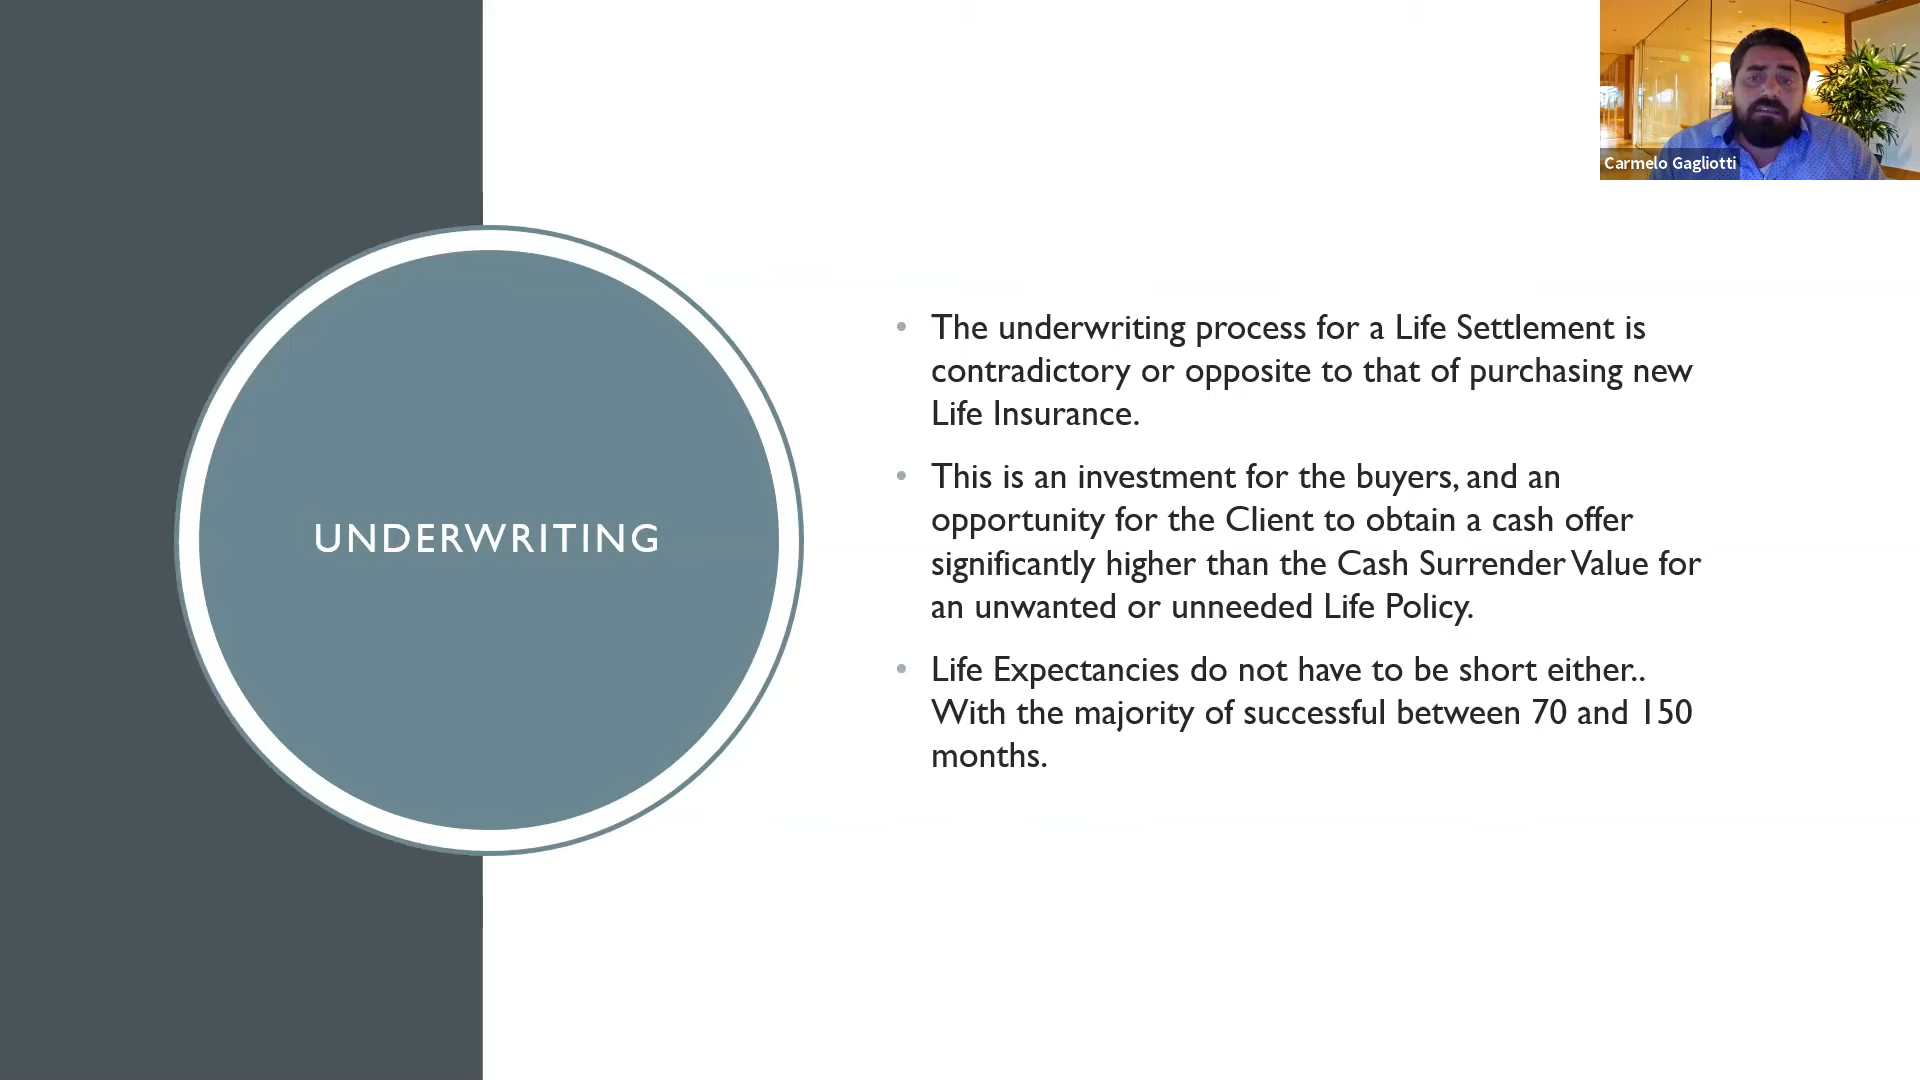 Carmelo Gagliotti
UNDERWRITING
• The underwriting process for a Life Settlement is
contradictory or opposite to that of purchasing new
Life Insurance.
• This is an investment for the buyers, and an
opportunity for the Client to obtain a cash offer
significantly higher than the Cash Surrender Value for
an unwanted or unneeded Life Policy.
• Life Expectancies do not have to be short either..
With the majority of successful between 70 and 150
months.